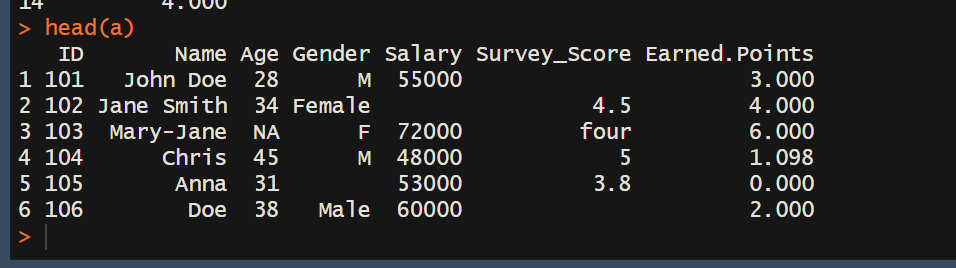 14 4.000
> head(a)
ID Name Age Gender Salary Survey_Score Earned.Points
1 101 John Doe 28 M 55000 3.000
2 102 Jane Smith 34 Female 4.5 4.000
3 103 Mary-Jane NA F 72000 four 6.000
4 104 Chris 45 M 48000 5 1.098
5 105 Anna 31 53000 3.8 0.000
6 106 Doe 38 Male 60000 2.000
>